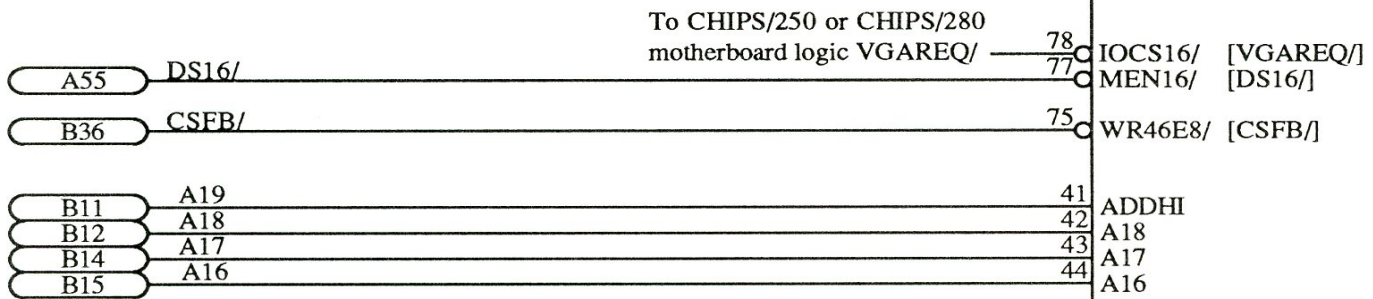 To CHIPS/250 or CHIPS/280
motherboard logic VGAREQ/ 78 IOCS16/ [VGAREQ/]
A55 DS16/ 77 MEN16/ [DS16/]
B36 CSFB/ 75 WR46E8/ [CSFB/]
B11 A19 41 ADDHI
B12 A18 42 A18
B14 A17 43 A17
B15 A16 44 A16